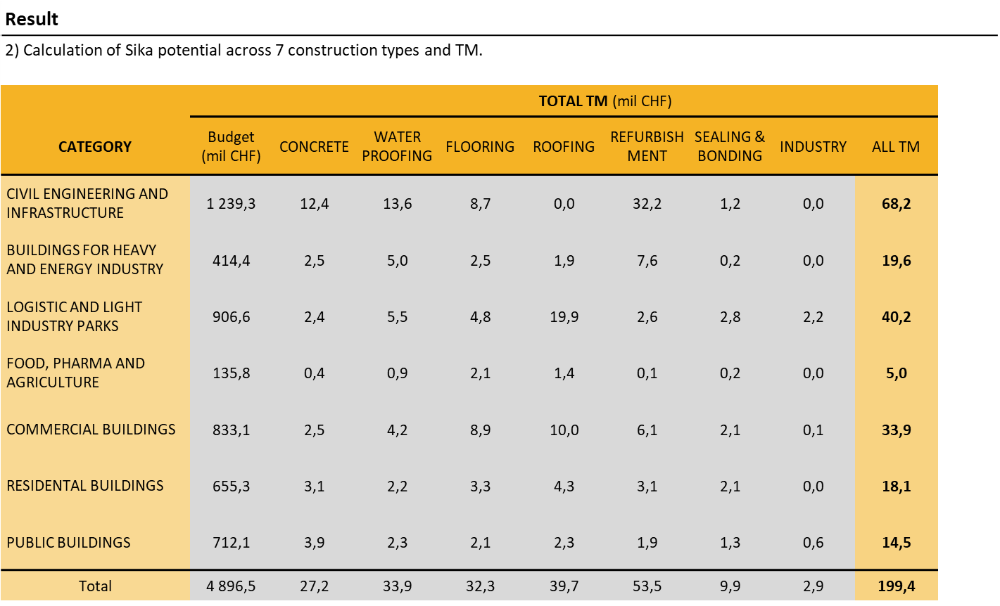 Result
2) Calculation of Sika potential across 7 construction types and TM.
TOTAL TM (mil CHF)
CATEGORY Budget (mil CHF) CONCRETE WATER PROOFING FLOORING ROOFING REFURBISH MENT SEALING & BONDING INDUSTRY ALL TM
CIVIL ENGINEERING AND
INFRASTRUCTURE
1 239,3 12,4 13,6 8,7 0,0 32,2 1,2 0,0 68,2
BUILDINGS FOR HEAVY
AND ENERGY INDUSTRY
414,4 2,5 5,0 2,5 1,9 7,6 0,2 0,0 19,6
LOGISTIC AND LIGHT
INDUSTRY PARKS
906,6 2,4 5,5 4,8 19,9 2,6 2,8 2,2 40,2
FOOD, PHARMA AND
AGRICULTURE
135,8 0,4 0,9 2,1 1,4 0,1 0,2 0,0 5,0
COMMERCIAL BUILDINGS 833,1 2,5 4,2 8,9 10,0 6,1 2,1 0,1 33,9
RESIDENTAL BUILDINGS 655,3 3,1 2,2 3,3 4,3 3,1 2,1 0,0 18,1
PUBLIC BUILDINGS 712,1 3,9 2,3 2,1 2,3 1,9 1,3 0,6 14,5
Total 4 896,5 27,2 33,9 32,3 39,7 53,5 9,9 2,9 199,4